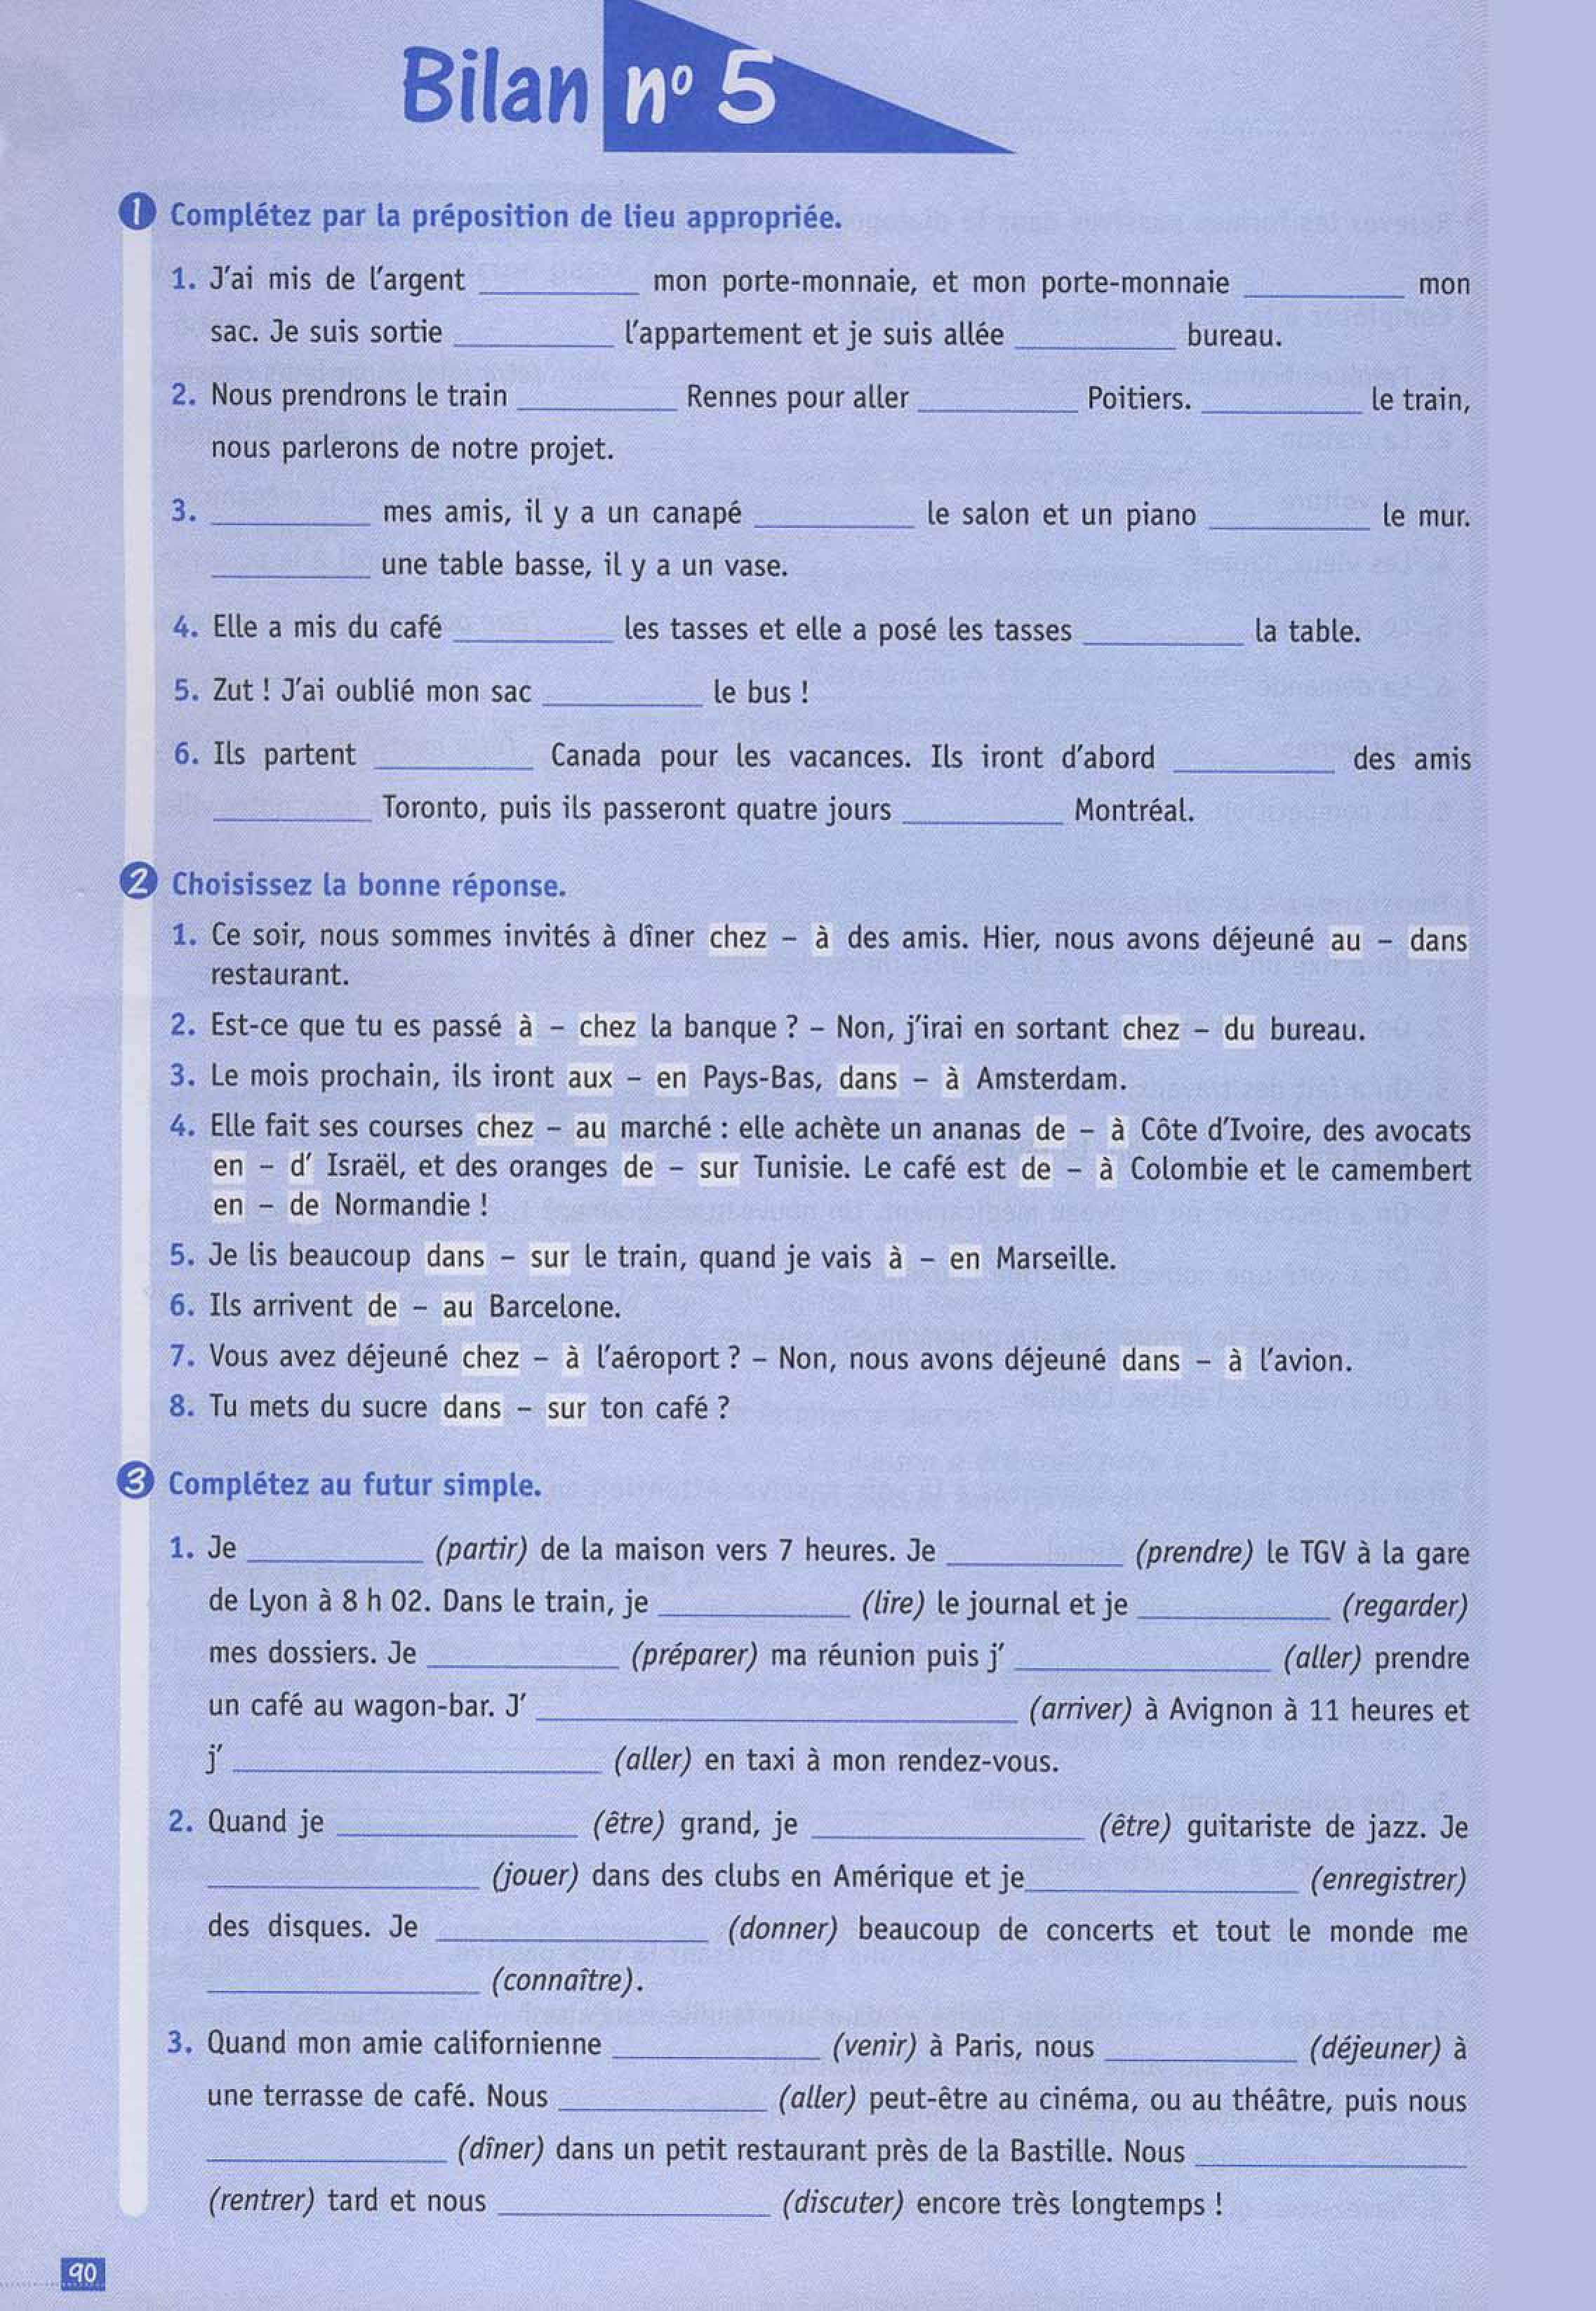 Bilan nº 5
1 Complétez par la préposition de lieu appropriée.
1. J'ai mis de l'argent __________ mon porte-monnaie, et mon porte-monnaie __________ mon
sac. Je suis sortie __________ l'appartement et je suis allée __________ bureau.
2. Nous prendrons le train __________ Rennes pour aller __________ Poitiers. __________ le train,
nous parlerons de notre projet.
3. __________ mes amis, il y a un canapé __________ le salon et un piano __________ le mur.
__________ une table basse, il y a un vase.
4. Elle a mis du café __________ les tasses et elle a posé les tasses __________ la table.
5. Zut ! J'ai oublié mon sac __________ le bus !
6. Ils partent __________ Canada pour les vacances. Ils iront d'abord __________ des amis
__________ Toronto, puis ils passeront quatre jours __________ Montréal.
2 Choisissez la bonne réponse.
1. Ce soir, nous sommes invités à dîner chez – à des amis. Hier, nous avons déjeuné au – dans
restaurant.
2. Est-ce que tu es passé à – chez la banque ? – Non, j'irai en sortant chez – du bureau.
3. Le mois prochain, ils iront aux – en Pays-Bas, dans – à Amsterdam.
4. Elle fait ses courses chez – au marché : elle achète un ananas de – à Côte d'Ivoire, des avocats
en – d' Israël, et des oranges de – sur Tunisie. Le café est de – à Colombie et le camembert
en – de Normandie !
5. Je lis beaucoup dans – sur le train, quand je vais à – en Marseille.
6. Ils arrivent de – au Barcelone.
7. Vous avez déjeuné chez – à l'aéroport ? – Non, nous avons déjeuné dans – à l'avion.
8. Tu mets du sucre dans – sur ton café ?
3 Complétez au futur simple.
1. Je __________ (partir) de la maison vers 7 heures. Je __________ (prendre) le TGV à la gare
de Lyon à 8 h 02. Dans le train, je __________ (lire) le journal et je __________ (regarder)
mes dossiers. Je __________ (préparer) ma réunion puis j' __________ (aller) prendre
un café au wagon-bar. J' __________ (arriver) à Avignon à 11 heures et
j' __________ (aller) en taxi à mon rendez-vous.
2. Quand je __________ (être) grand, je __________ (être) guitariste de jazz. Je
__________ (jouer) dans des clubs en Amérique et je __________ (enregistrer)
des disques. Je __________ (donner) beaucoup de concerts et tout le monde me
__________ (connaître).
3. Quand mon amie californienne __________ (venir) à Paris, nous __________ (déjeuner) à
une terrasse de café. Nous __________ (aller) peut-être au cinéma, ou au théâtre, puis nous
__________ (dîner) dans un petit restaurant près de la Bastille. Nous __________
(rentrer) tard et nous __________ (discuter) encore très longtemps !
90